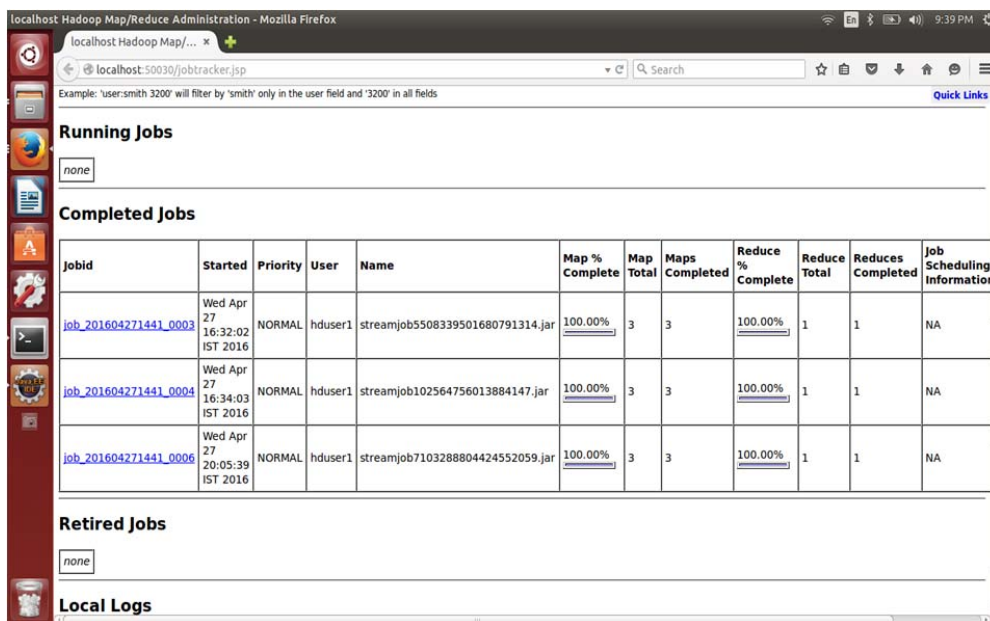 localhost Hadoop Map/Reduce Administration - Mozilla Firefox
En 9:39 PM
localhost Hadoop Map/... ×
localhost:50030/jobtracker.jsp
Search
Example: 'user:smith 3200' will filter by 'smith' only in the user field and '3200' in all fields
Quick Links
Running Jobs
none
Completed Jobs
Jobid Started Priority User Name Map % Complete Map Total Maps Completed Reduce % Complete Reduce Total Reduces Completed Job Scheduling Information
job_201604271441_0003 Wed Apr 27 16:32:02 IST 2016 NORMAL hduser1 streamjob5508339501680791314.jar 100.00% 3 3 100.00% 1 1 NA
job_201604271441_0004 Wed Apr 27 16:34:03 IST 2016 NORMAL hduser1 streamjob102564756013884147.jar 100.00% 3 3 100.00% 1 1 NA
job_201604271441_0006 Wed Apr 27 20:05:39 IST 2016 NORMAL hduser1 streamjob7103288804424552059.jar 100.00% 3 3 100.00% 1 1 NA
Retired Jobs
none
Local Logs